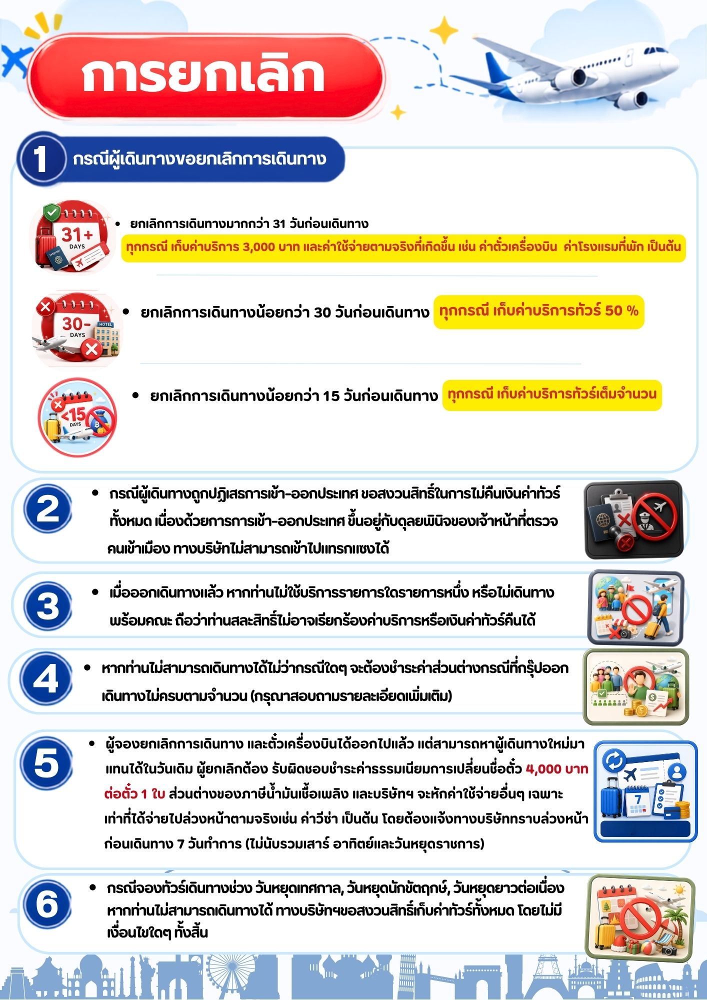 การยกเลิก
1 กรณีผู้เดินทางขอยกเลิกการเดินทาง
31+
DAYS
PASSPORT
• ยกเลิกการเดินทางมากกว่า 31 วันก่อนเดินทาง
ทุกกรณี เก็บค่าบริการ 3,000 บาท และค่าใช้จ่ายตามจริงที่เกิดขึ้น เช่น ค่าตั๋วเครื่องบิน ค่าโรงแรมที่พัก เป็นต้น
30-
DAYS
HOTEL
• ยกเลิกการเดินทางน้อยกว่า 30 วันก่อนเดินทาง ทุกกรณี เก็บค่าบริการทัวร์ 50 %
<15
DAYS
• ยกเลิกการเดินทางน้อยกว่า 15 วันก่อนเดินทาง ทุกกรณี เก็บค่าบริการทัวร์เต็มจำนวน
2
• กรณีผู้เดินทางถูกปฏิเสธการเข้า-ออกประเทศ ขอสงวนสิทธิ์ในการไม่คืนเงินค่าทัวร์
ทั้งหมด เนื่องด้วยการการเข้า-ออกประเทศ ขึ้นอยู่กับดุลยพินิจของเจ้าหน้าที่ตรวจ
คนเข้าเมือง ทางบริษัทไม่สามารถเข้าไปแทรกแซงได้
3
• เมื่อออกเดินทางแล้ว หากท่านไม่ใช้บริการรายการใดรายการหนึ่ง หรือไม่เดินทาง
พร้อมคณะ ถือว่าท่านสละสิทธิ์ไม่อาจเรียกร้องค่าบริการหรือเงินค่าทัวร์คืนได้
4
• หากท่านไม่สามารถเดินทางได้ไม่ว่ากรณีใดๆ จะต้องชำระค่าส่วนต่างกรณีที่กรุ๊ปออก
เดินทางไม่ครบตามจำนวน (กรุณาสอบถามรายละเอียดเพิ่มเติม)
5
• ผู้จองยกเลิกการเดินทาง และตั๋วเครื่องบินได้ออกไปแล้ว แต่สามารถหาผู้เดินทางใหม่มา
แทนได้ในวันเดิม ผู้ยกเลิกต้อง รับผิดชอบชำระค่าธรรมเนียมการเปลี่ยนชื่อตั๋ว 4,000 บาท
ต่อตั๋ว 1 ใบ ส่วนต่างของภาษีน้ำมันเชื้อเพลิง และบริษัทฯ จะหักค่าใช้จ่ายอื่นๆ เฉพาะ
เท่าที่ได้จ่ายไปล่วงหน้าตามจริงเช่น ค่าวีซ่า เป็นต้น โดยต้องแจ้งทางบริษัททราบล่วงหน้า
ก่อนเดินทาง 7 วันทำการ (ไม่นับรวมเสาร์ อาทิตย์และวันหยุดราชการ)
7
6
• กรณีจองทัวร์เดินทางช่วง วันหยุดเทศกาล, วันหยุดนักขัตฤกษ์, วันหยุดยาวต่อเนื่อง
หากท่านไม่สามารถเดินทางได้ ทางบริษัทฯขอสงวนสิทธิ์เก็บค่าทัวร์ทั้งหมด โดยไม่มี
เงื่อนไขใดๆ ทั้งสิ้น